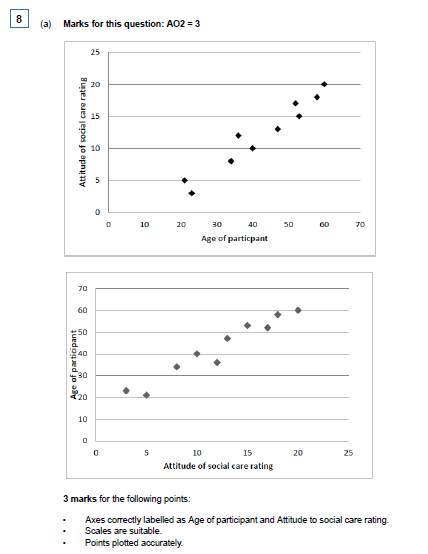 8 (a) Marks for this question: AO2 = 3
25
20
15
10
5
0
Attitude of social care rating
0 10 20 30 40 50 60 70
Age of particpant
70
60
50
40
30
20
10
0
Age of participant
0 5 10 15 20 25
Attitude of social care rating
3 marks for the following points:
• Axes correctly labelled as Age of participant and Attitude to social care rating.
• Scales are suitable.
• Points plotted accurately.